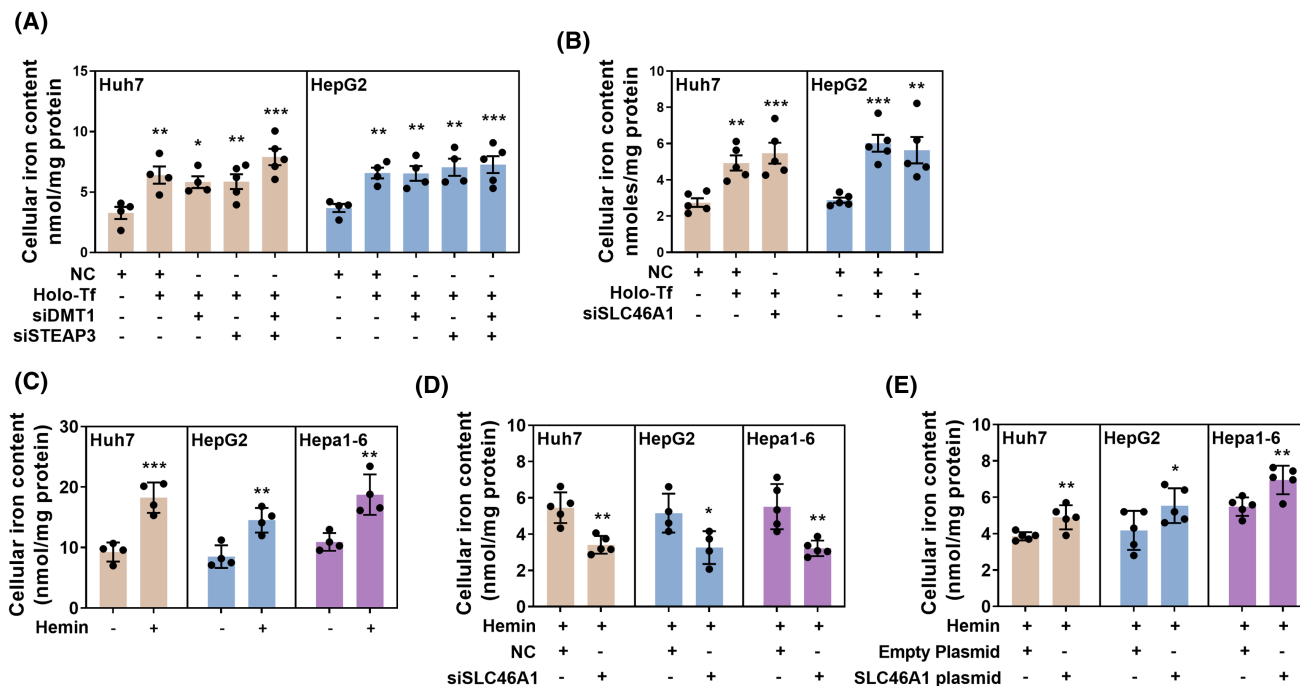 (A)
Cellular iron content
nmol/mg protein
15
10
5
0
Huh7
HepG2
** * ** *** ** ** ** ***
NC + + - - - + + - - -
Holo-Tf - + + + + - + + + +
siDMT1 - - + - + - - + - +
siSTEAP3 - - - + + - - - + +
(B)
Cellular iron content
nmoles/mg protein
10
8
6
4
2
0
Huh7
HepG2
** *** *** **
NC + + - + + -
Holo-Tf - + + - + +
siSLC46A1 - - + - - +
(C)
Cellular iron content
(nmol/mg protein)
30
20
10
0
Huh7
HepG2
Hepa1-6
*** ** **
Hemin - + - + - +
(D)
Cellular iron content
(nmol/mg protein)
10
8
6
4
2
0
Huh7
HepG2
Hepa1-6
** * **
Hemin + + + + + +
NC + - + - + -
siSLC46A1 - + - + - +
(E)
Cellular iron content
(nmol/mg protein)
10
8
6
4
2
0
Huh7
HepG2
Hepa1-6
** * **
Hemin + + + + + +
Empty Plasmid + - + - + -
SLC46A1 plasmid - + - + - +